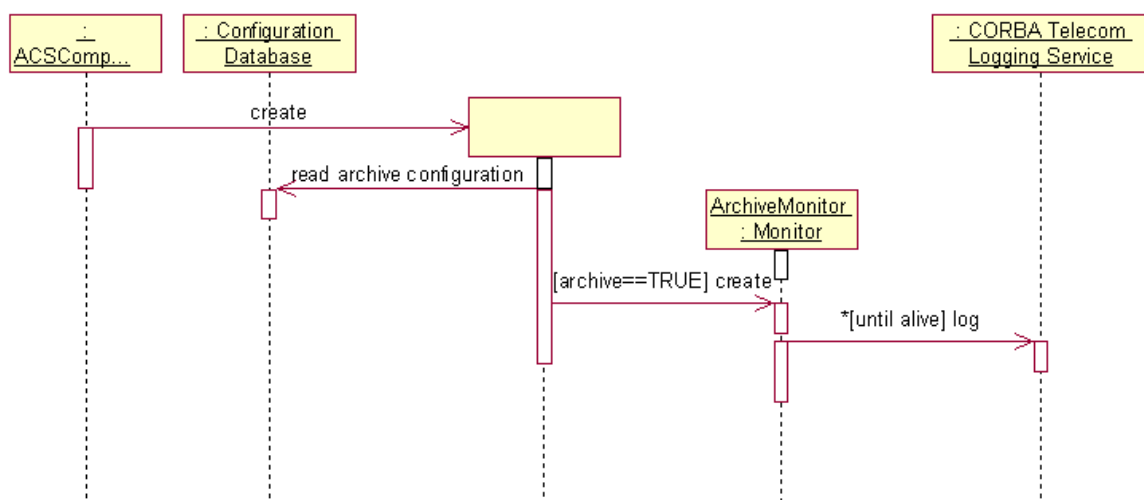 :
ACSComp...
: Configuration
Database
: CORBA Telecom
Logging Service
create
read archive configuration
ArchiveMonitor
: Monitor
[archive==TRUE] create
*[until alive] log